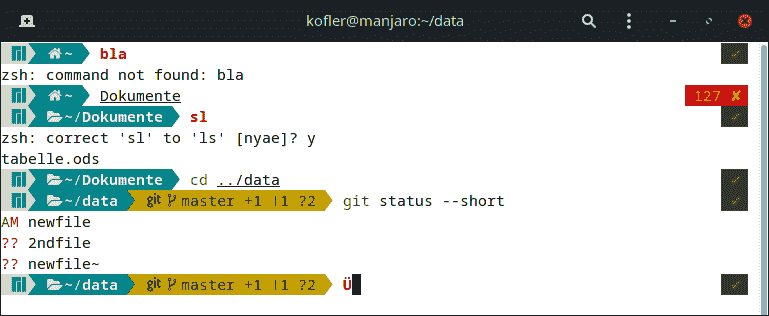 kofler@manjaro:~/data
~ bla
zsh: command not found: bla
~ Dokumente 127 ✘
~/Dokumente sl
zsh: correct 'sl' to 'ls' [nyae]? y
tabelle.ods
~/Dokumente cd ../data
~/data git master +1 !1 ?2 git status --short
AM newfile
?? 2ndfile
?? newfile~
~/data git master +1 !1 ?2 Ü